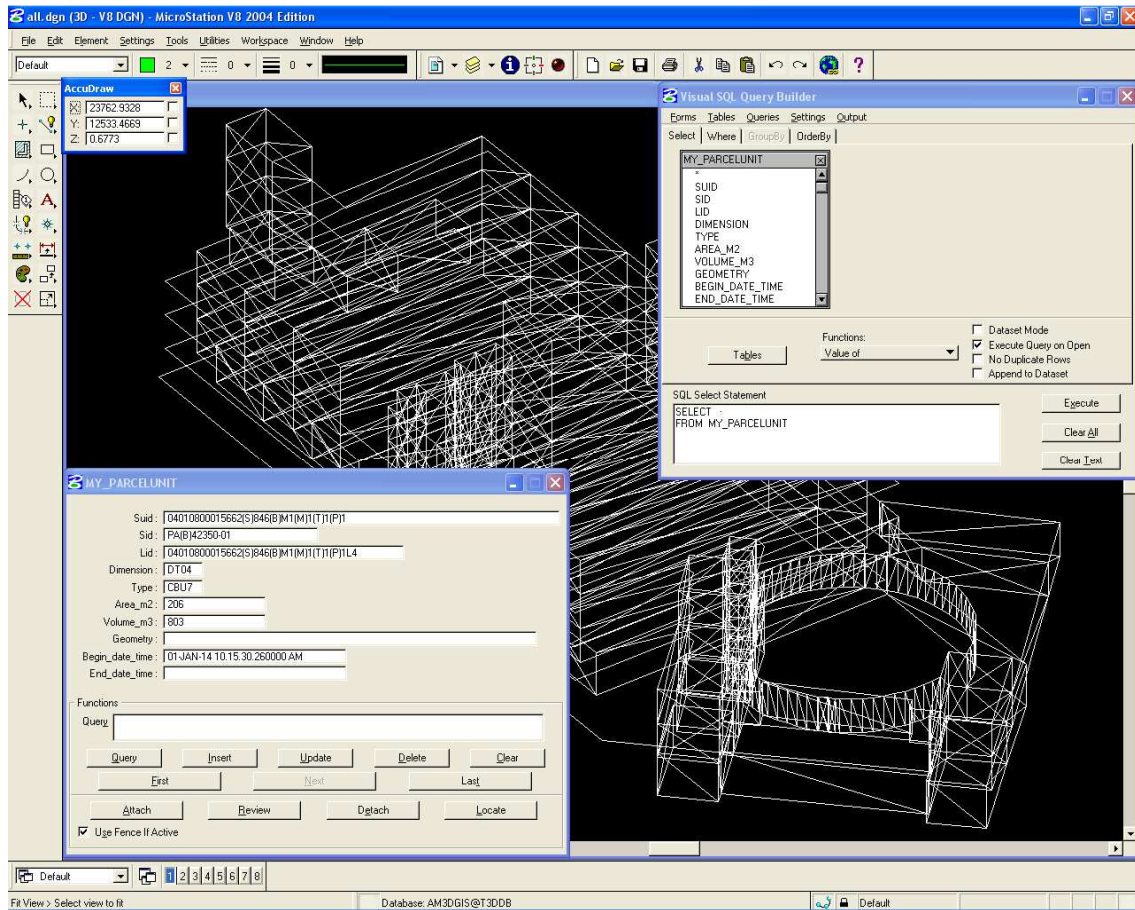 all.dgn (3D - V8 DGN) - MicroStation V8 2004 Edition
File Edit Element Settings Tools Utilities Workspace Window Help
Default 2 0 0
AccuDraw
X: 23762.9328
Y: 12533.4669
Z: 0.6773
Visual SQL Query Builder
Forms Tables Queries Settings Output
Select Where GroupBy OrderBy
MY_PARCELUNIT
*
SUID
SID
LID
DIMENSION
TYPE
AREA_M2
VOLUME_M3
GEOMETRY
BEGIN_DATE_TIME
END_DATE_TIME
Tables
Functions:
Value of
Dataset Mode
Execute Query on Open
No Duplicate Rows
Append to Dataset
SQL Select Statement
SELECT -
FROM MY_PARCELUNIT
Execute
Clear All
Clear Text
MY_PARCELUNIT
Suid : 04010800015662(S)846(B)M1(M)1(T)1(P)1
Sid : PA(B)42350-01
Lid : 04010800015662(S)846(B)M1(M)1(T)1(P)1L4
Dimension : DT04
Type : CBU7
Area_m2 : 206
Volume_m3 : 803
Geometry :
Begin_date_time : 01-JAN-14 10.15.30.260000 AM
End_date_time :
Functions
Query
Query Insert Update Delete Clear
First Next Last
Attach Review Detach Locate
Use Fence If Active
Default 1 2 3 4 5 6 7 8
Fit View > Select view to fit
Database: AM3DGIS@T3DDB
Default